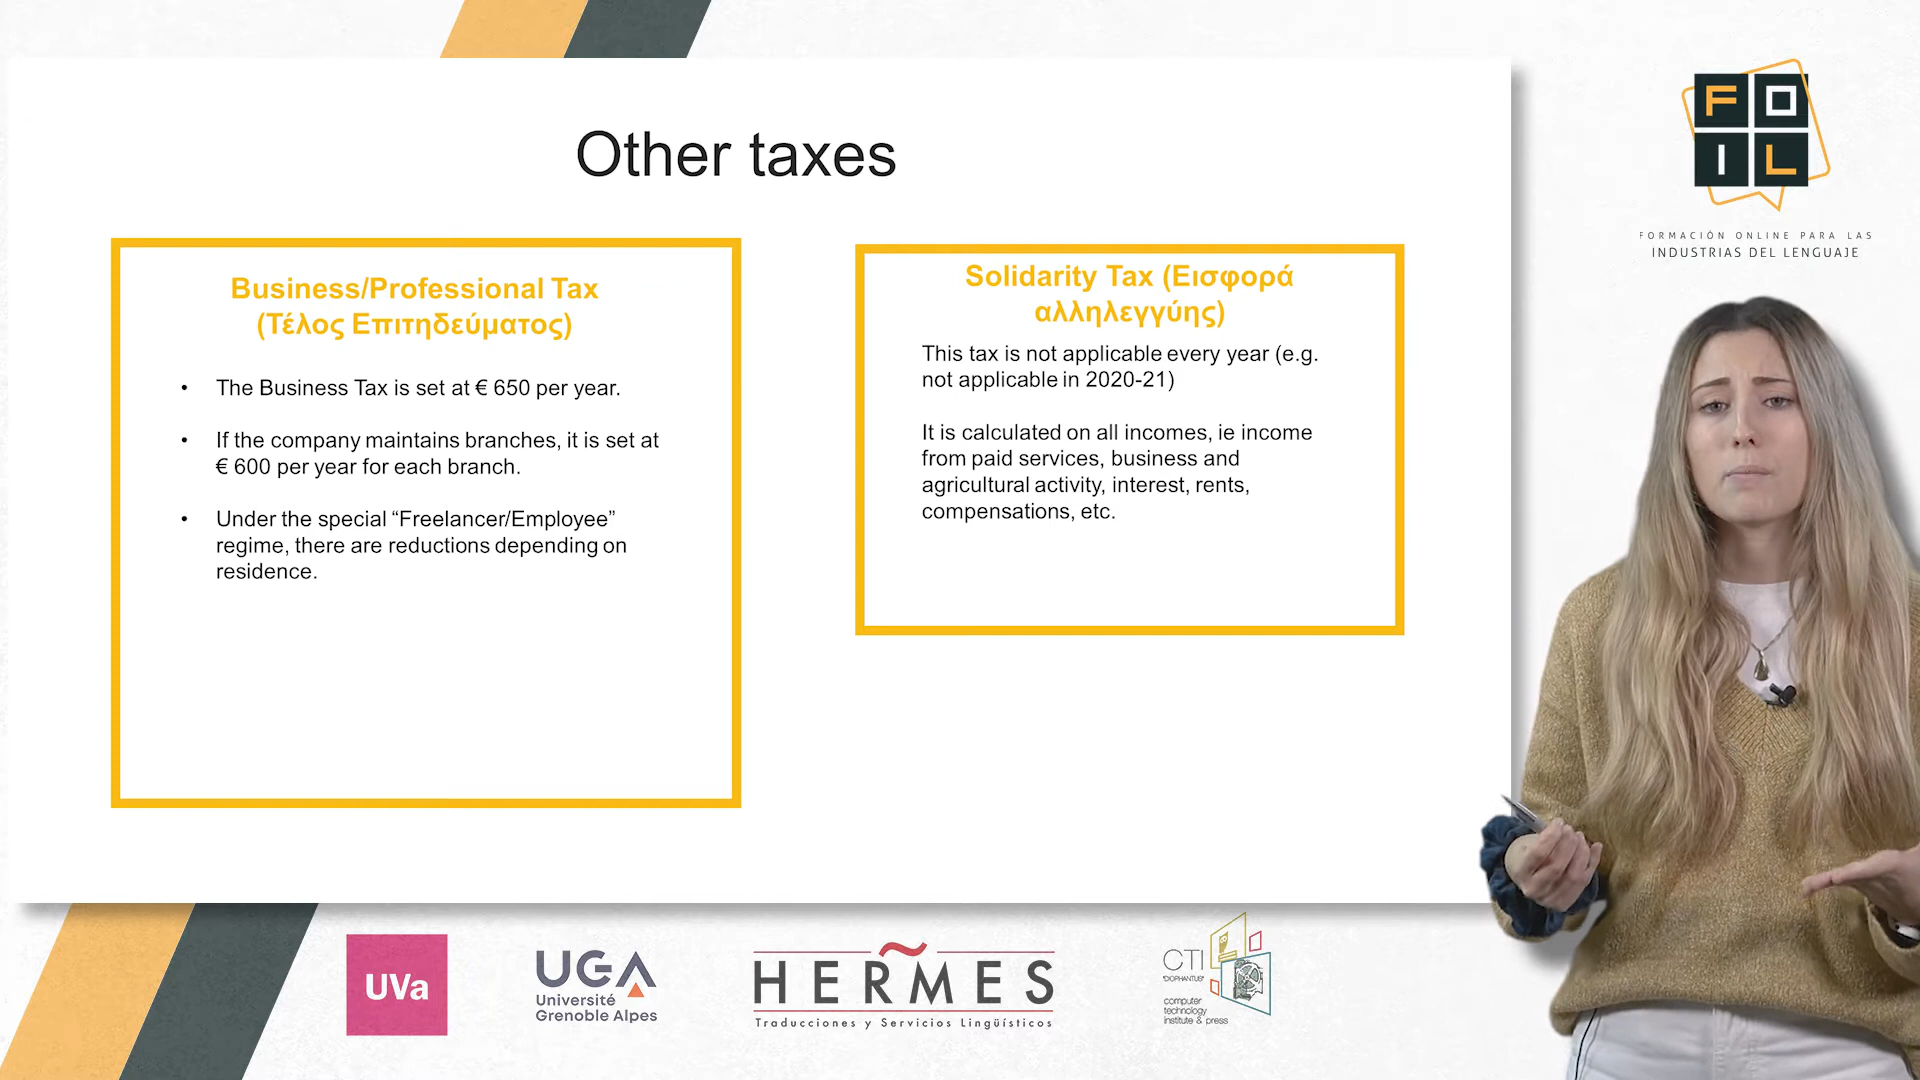 Other taxes
Business/Professional Tax
(Τέλος Επιτηδεύματος)
• The Business Tax is set at € 650 per year.
• If the company maintains branches, it is set at
€ 600 per year for each branch.
• Under the special “Freelancer/Employee”
regime, there are reductions depending on
residence.
Solidarity Tax (Εισφορά
αλληλεγγύης)
This tax is not applicable every year (e.g.
not applicable in 2020-21)
It is calculated on all incomes, ie income
from paid services, business and
agricultural activity, interest, rents,
compensations, etc.
FO
IL
FORMACIÓN ONLINE PARA LAS
INDUSTRIAS DEL LENGUAJE
UVa
UGA
Université
Grenoble Alpes
HERMES
Traducciones y Servicios Lingüísticos
CTI
"DIOPHANTUS"
computer
technology
institute & press